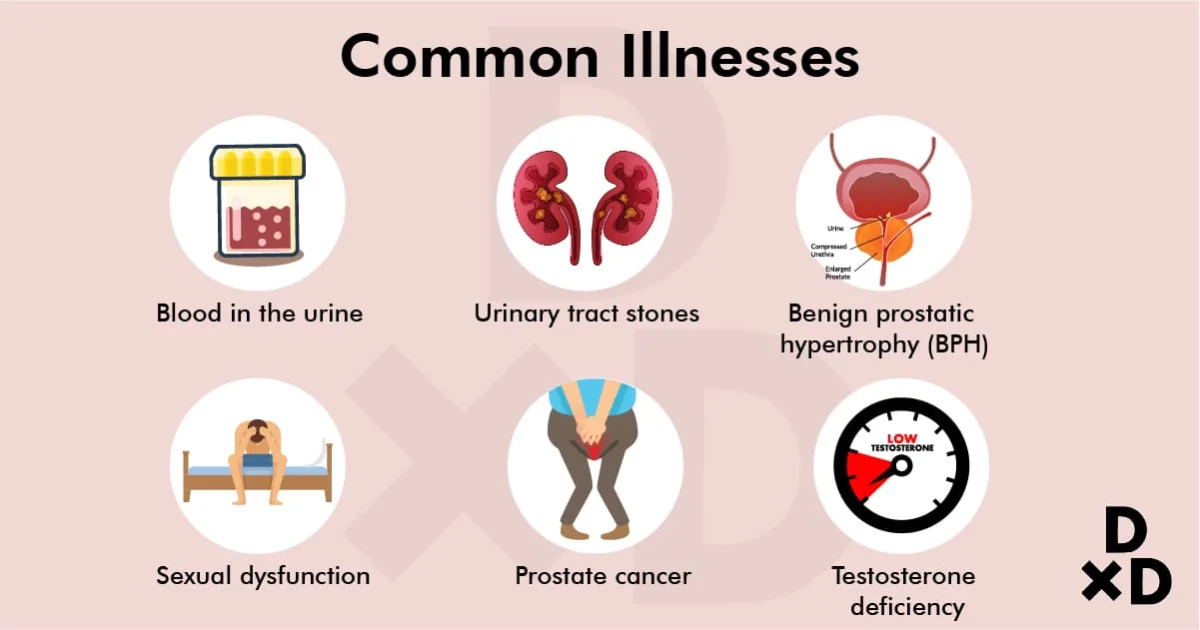 Common Illnesses
Blood in the urine
Urinary tract stones
Urine
Compressed
Urethra
Enlarged
Prostate
Benign prostatic
hypertrophy (BPH)
Sexual dysfunction
Prostate cancer
LOW
TESTOSTERONE
Testosterone
deficiency
D
×D